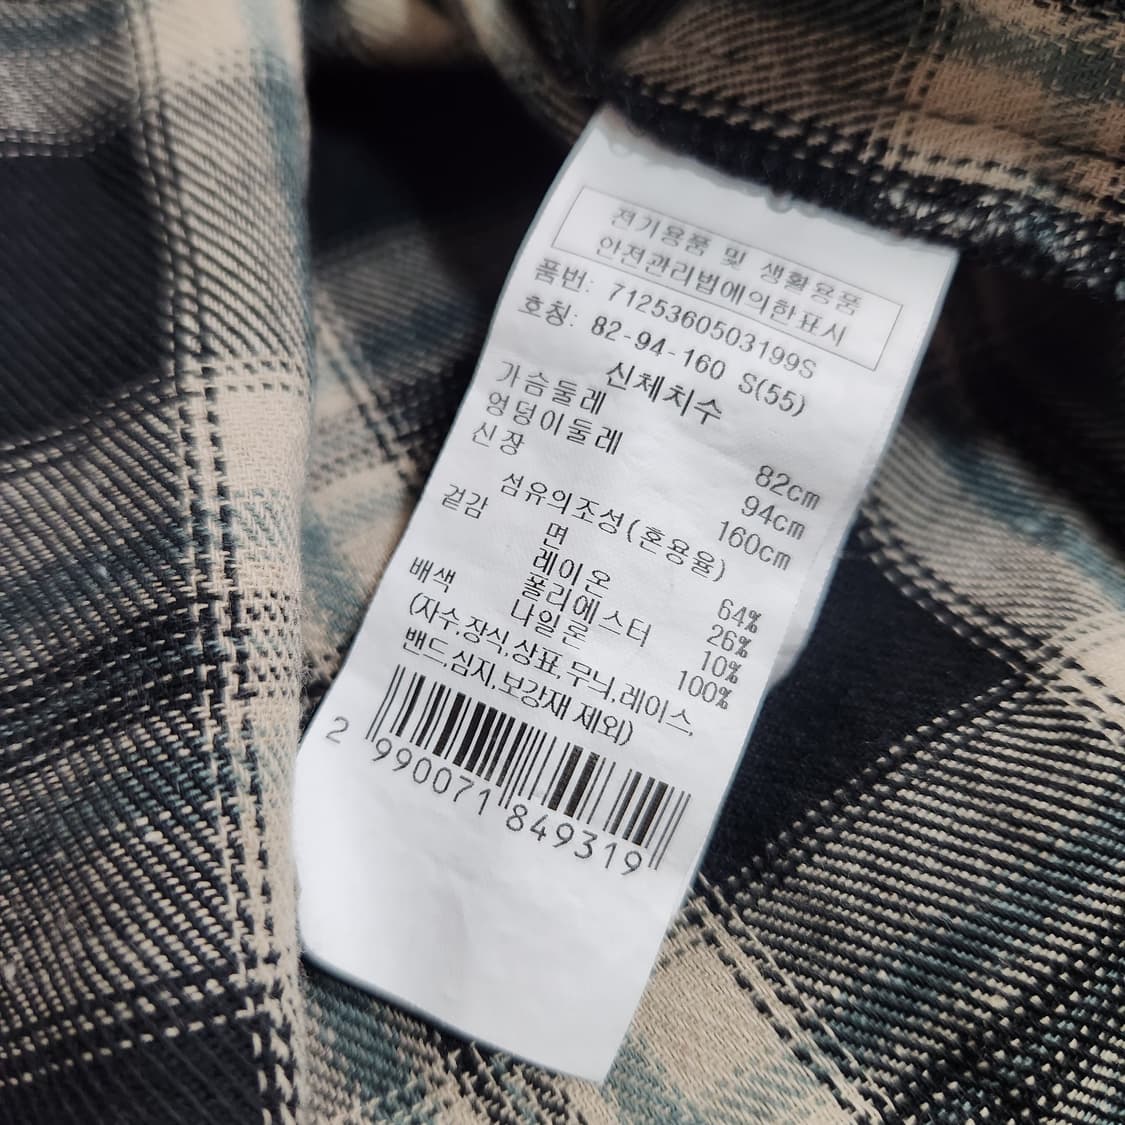 전기용품 및 생활용품
안전관리법에의한표시
품번: 7125360503199S
호칭: 82-94-160 S(55)
신체치수
가슴둘레 82cm
엉덩이둘레 94cm
신장 160cm
섬유의조성(혼용율)
겉감 면 64%
레이온 26%
폴리에스터 10%
배색 나일론 100%
(자수,장식,상표,무늬,레이스,
밴드,심지,보강재 제외)
2 990071 849319